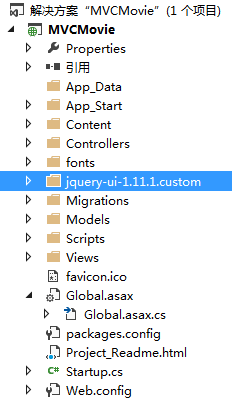 解决方案“MVCMovie”(1 个项目)
MVCMovie
Properties
引用
App_Data
App_Start
Content
Controllers
fonts
jquery-ui-1.11.1.custom
Migrations
Models
Scripts
Views
favicon.ico
Global.asax
Global.asax.cs
packages.config
Project_Readme.html
C# Startup.cs
Web.config